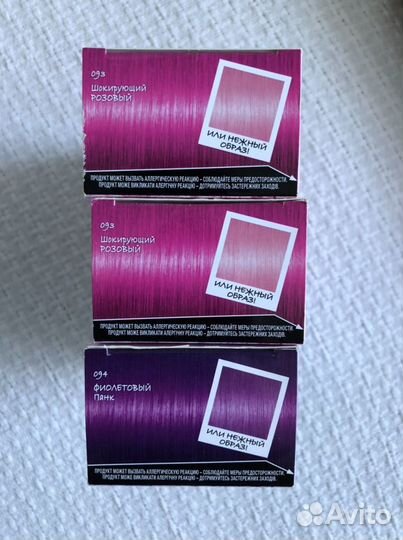 093
Шокирующий
РОЗОВЫЙ
ИЛИ НЕЖНЫЙ
ОБРАЗ!
ПРОДУКТ МОЖЕТ ВЫЗВАТЬ АЛЛЕРГИЧЕСКУЮ РЕАКЦИЮ – СОБЛЮДАЙТЕ МЕРЫ ПРЕДОСТОРОЖНОСТИ.
ПРОДУКТ МОЖЕ ВИКЛИКАТИ АЛЕРГІЧНУ РЕАКЦІЮ – ДОТРИМУЙТЕСЬ ЗАСТЕРЕЖНИХ ЗАХОДІВ.
093
Шокирующий
РОЗОВЫЙ
ИЛИ НЕЖНЫЙ
ОБРАЗ!
ПРОДУКТ МОЖЕТ ВЫЗВАТЬ АЛЛЕРГИЧЕСКУЮ РЕАКЦИЮ – СОБЛЮДАЙТЕ МЕРЫ ПРЕДОСТОРОЖНОСТИ.
ПРОДУКТ МОЖЕ ВИКЛИКАТИ АЛЕРГІЧНУ РЕАКЦІЮ – ДОТРИМУЙТЕСЬ ЗАСТЕРЕЖНИХ ЗАХОДІВ.
094
ФИОЛЕТОВЫЙ
Панк
ИЛИ НЕЖНЫЙ
ОБРАЗ!
ПРОДУКТ МОЖЕТ ВЫЗВАТЬ АЛЛЕРГИЧЕСКУЮ РЕАКЦИЮ – СОБЛЮДАЙТЕ МЕРЫ ПРЕДОСТОРОЖНОСТИ.
ПРОДУКТ МОЖЕ ВИКЛИКАТИ АЛЕРГІЧНУ РЕАКЦІЮ – ДОТРИМУЙТЕСЬ ЗАСТЕРЕЖНИХ ЗАХОДІВ.
Avito